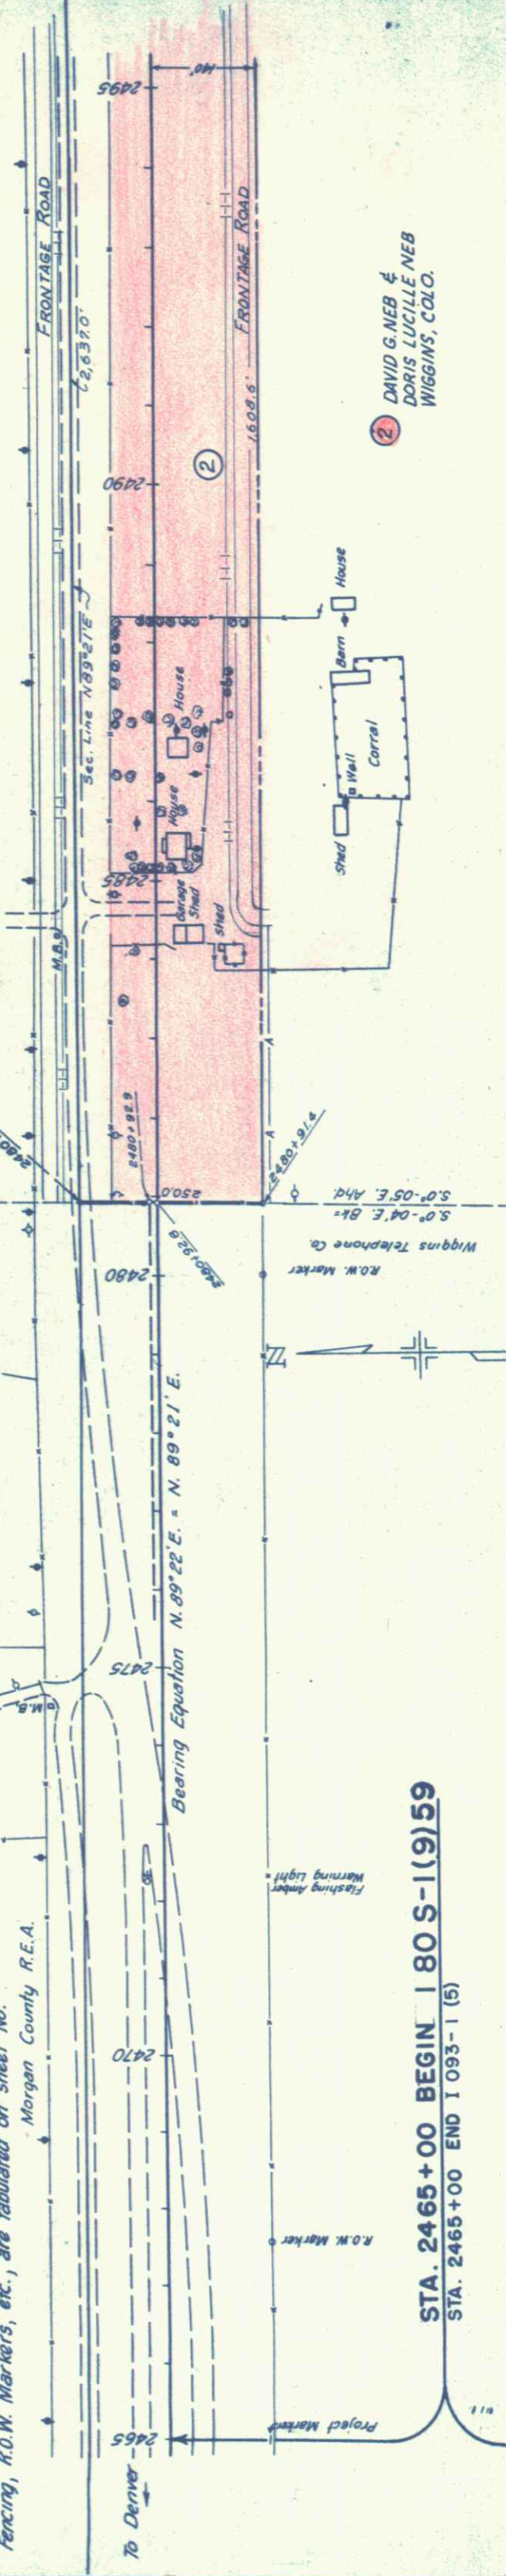 Fencing, R.O.W. Markers, etc., are tabulated on sheet No.
Morgan County R.E.A.
To Denver
2465
2470
2475
2480
2485
2490
2495
Project Marker
R.O.W. Marker
Flashing Amber
Warning Light
STA. 2465+00 BEGIN I 80 S-1(9)59
STA. 2465+00 END I 093-1 (5)
Bearing Equation N.89°22'E. = N. 89°21' E.
M.B.
R.O.W. Marker
Wiggins Telephone Co.
S.0°-04' E. Bk=
S.0°-05' E. Ahd.
2480+92.8
2480+92.9
2480+91.4
250.0'
A
A
M.B.
Garage
Shed
Shed
House
House
Sec. Line N89°21'E
2,637.0'
FRONTAGE ROAD
FRONTAGE ROAD
1,608.6'
140'
2
Shed
Well
Corral
Barn
House
2
DAVID G. NEB &
DORIS LUCILLE NEB
WIGGINS, COLO.